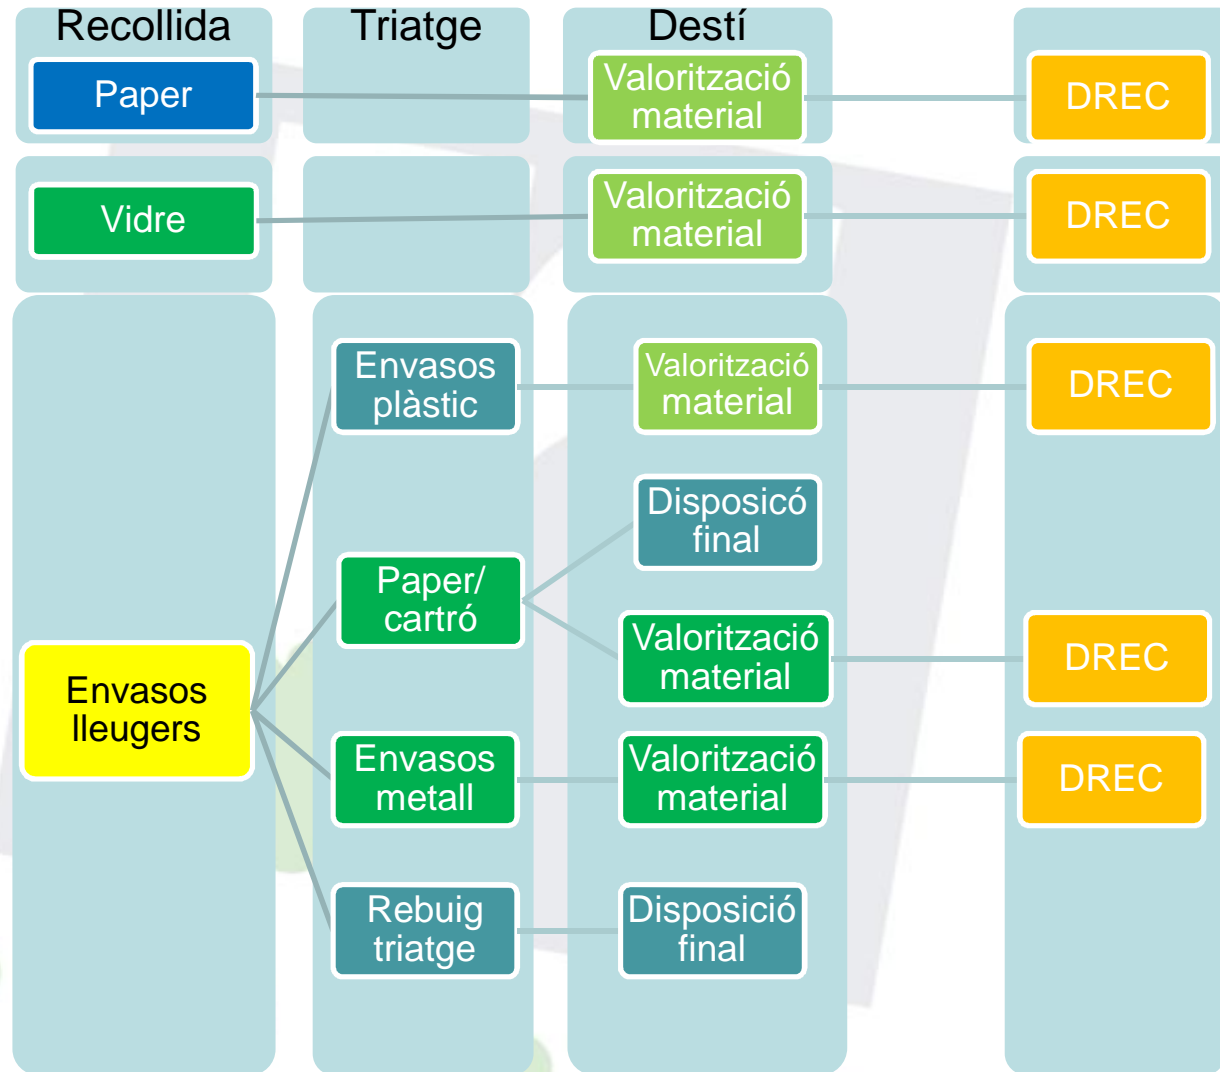 Recollida
Triatge
Destí
Paper
Valorització
material
DREC
Vidre
Valorització
material
DREC
Envasos
lleugers
Envasos
plàstic
Valorització
material
DREC
Paper/
cartró
Disposicó
final
Valorització
material
DREC
Envasos
metall
Valorització
material
DREC
Rebuig
triatge
Disposició
final